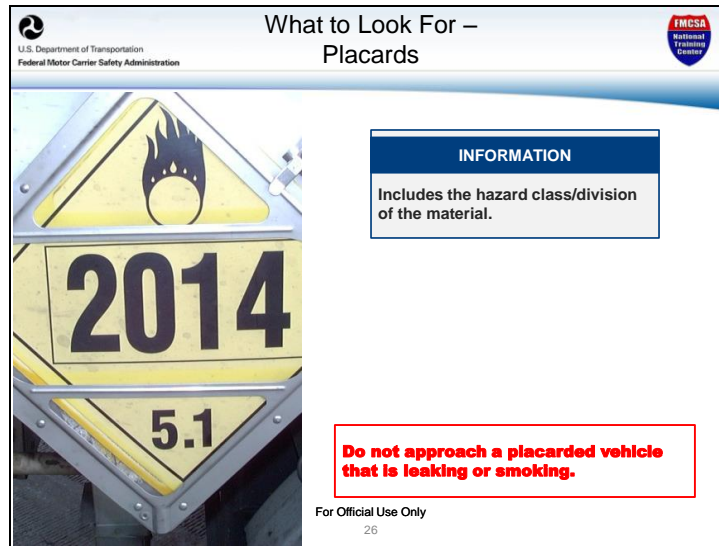 What to Look For –
Placards
U.S. Department of Transportation
Federal Motor Carrier Safety Administration
FMCSA
National
Training
Center
2014
5.1
INFORMATION
Includes the hazard class/division
of the material.
Do not approach a placarded vehicle
that is leaking or smoking.
For Official Use Only
26